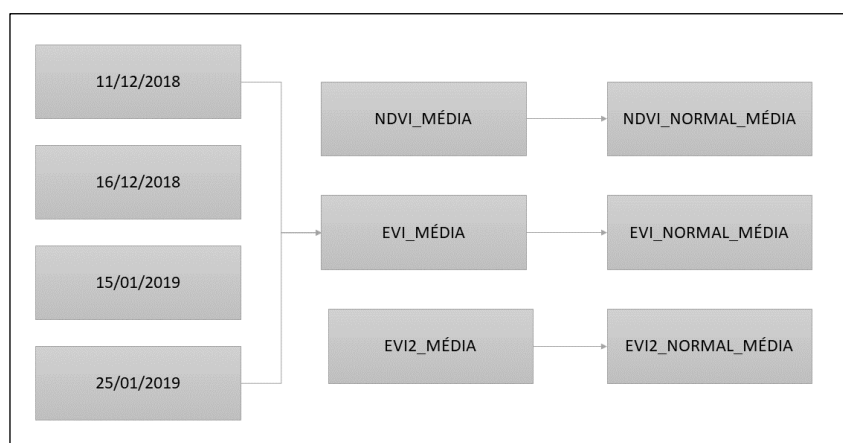 11/12/2018
16/12/2018
15/01/2019
25/01/2019
NDVI_MÉDIA
EVI_MÉDIA
EVI2_MÉDIA
NDVI_NORMAL_MÉDIA
EVI_NORMAL_MÉDIA
EVI2_NORMAL_MÉDIA